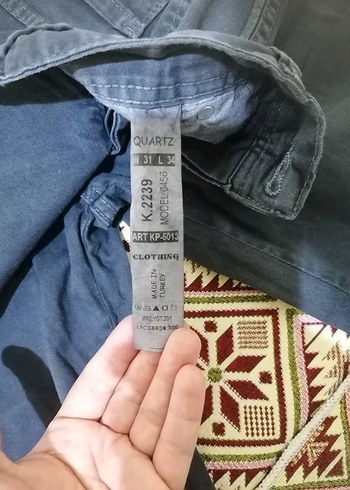 QUARTZ
W 31 L 34
K.2239
MODEL:0456
ART KP-5013
CLOTHING
MADE IN
TURKEY